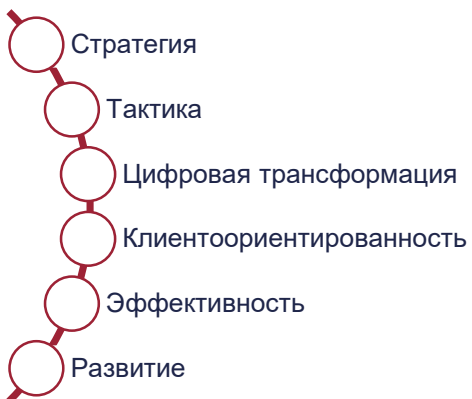 Стратегия
Тактика
Цифровая трансформация
Клиентоориентированность
Эффективность
Развитие